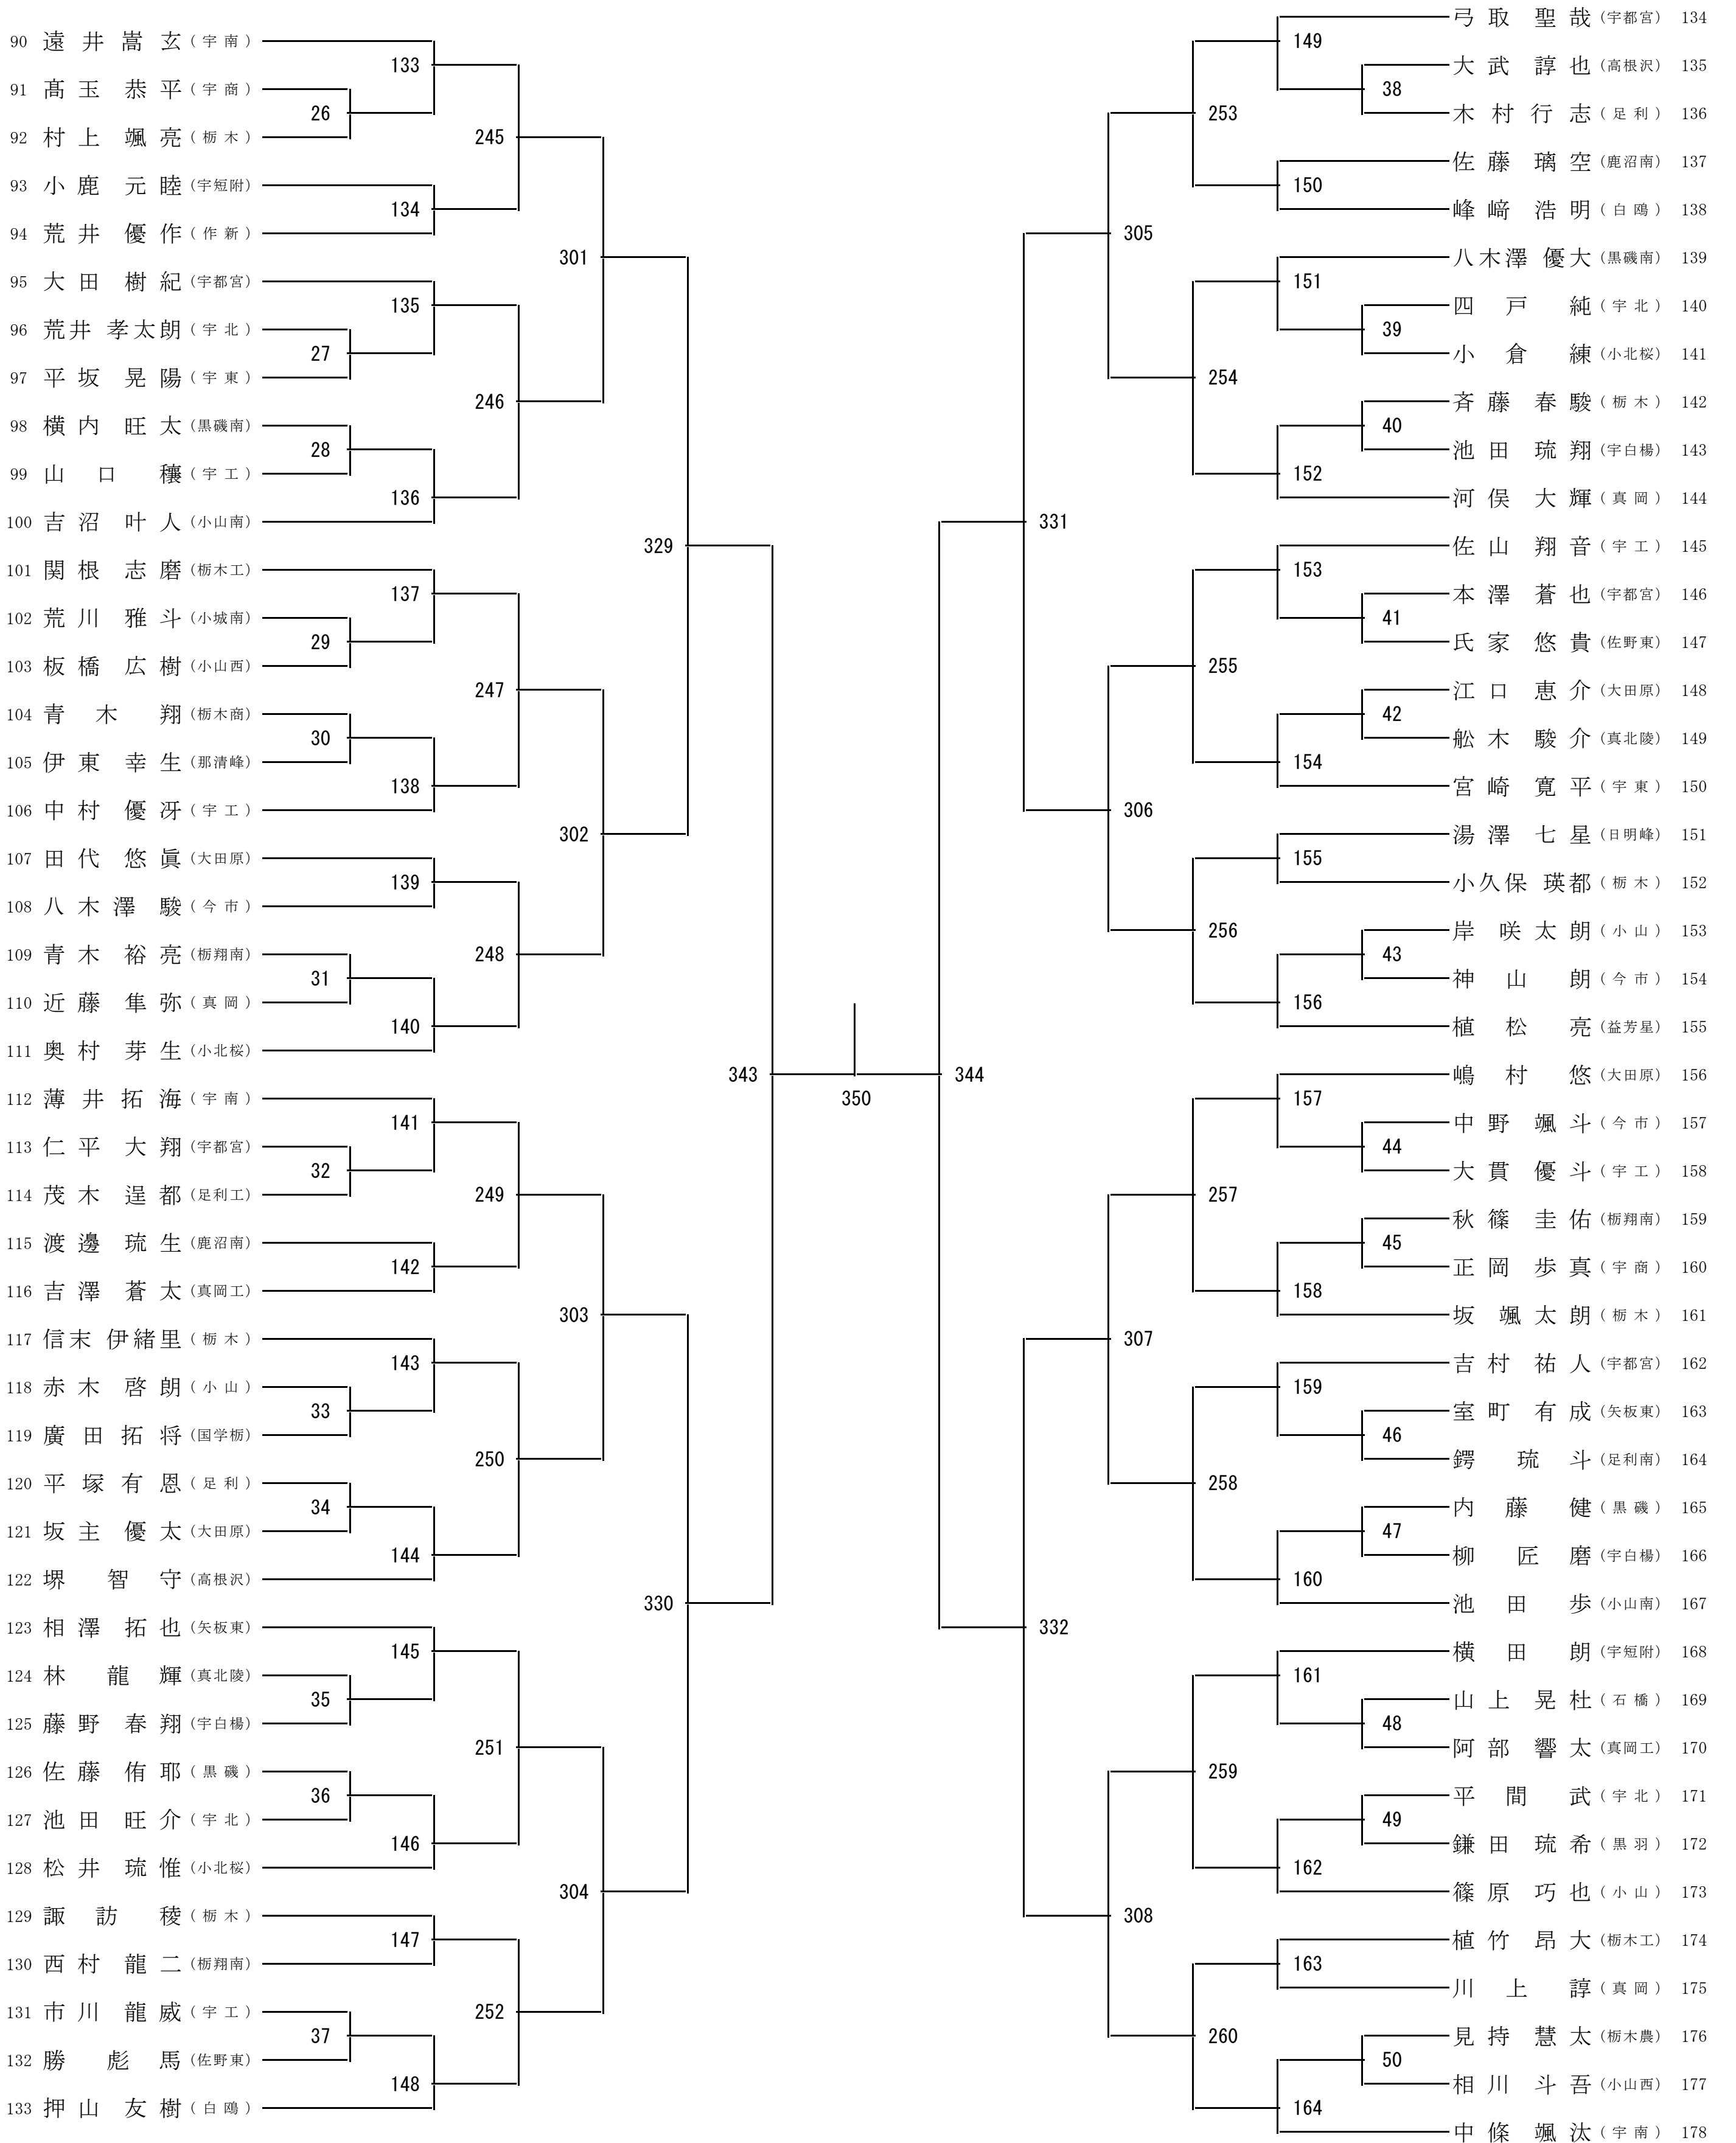 90 遠井嵩玄（宇南）
91 髙玉恭平（宇商）
92 村上颯亮（栃木）
93 小鹿元睦（宇短附）
94 荒井優作（作新）
95 大田樹紀（宇都宮）
96 荒井孝太朗（宇北）
97 平坂晃陽（宇東）
98 横内旺太（黒磯南）
99 山口穣（宇工）
100 吉沼叶人（小山南）
101 関根志磨（栃木工）
102 荒川雅斗（小城南）
103 板橋広樹（小山西）
104 青木翔（栃木商）
105 伊東幸生（那清峰）
106 中村優冴（宇工）
107 田代悠眞（大田原）
108 八木澤駿（今市）
109 青木裕亮（栃翔南）
110 近藤隼弥（真岡）
111 奥村芽生（小北桜）
112 薄井拓海（宇南）
113 仁平大翔（宇都宮）
114 茂木逞都（足利工）
115 渡邊琉生（鹿沼南）
116 吉澤蒼太（真岡工）
117 信末伊緒里（栃木）
118 赤木啓朗（小山）
119 廣田拓将（国学栃）
120 平塚有恩（足利）
121 坂主優太（大田原）
122 堺智守（高根沢）
123 相澤拓也（矢板東）
124 林龍輝（真北陵）
125 藤野春翔（宇白楊）
126 佐藤侑耶（黒磯）
127 池田旺介（宇北）
128 松井琉惟（小北桜）
129 諏訪稜（栃木）
130 西村龍二（栃翔南）
131 市川龍威（宇工）
132 勝彪馬（佐野東）
133 押山友樹（白鴎）
26
27
28
29
30
31
32
33
34
35
36
37
133
134
135
136
137
138
139
140
141
142
143
144
145
146
147
148
245
246
247
248
249
250
251
252
301
302
303
304
329
330
343
350
344
331
332
305
306
307
308
253
254
255
256
257
258
259
260
149
150
151
152
153
154
155
156
157
158
159
160
161
162
163
164
38
39
40
41
42
43
44
45
46
47
48
49
50
弓取聖哉（宇都宮） 134
大武諄也（高根沢） 135
木村行志（足利） 136
佐藤璃空（鹿沼南） 137
峰﨑浩明（白鴎） 138
八木澤優大（黒磯南） 139
四戸純（宇北） 140
小倉練（小北桜） 141
斉藤春駿（栃木） 142
池田琉翔（宇白楊） 143
河俣大輝（真岡） 144
佐山翔音（宇工） 145
本澤蒼也（宇都宮） 146
氏家悠貴（佐野東） 147
江口恵介（大田原） 148
舩木駿介（真北陵） 149
宮崎寛平（宇東） 150
湯澤七星（日明峰） 151
小久保瑛都（栃木） 152
岸咲太朗（小山） 153
神山朗（今市） 154
植松亮（益芳星） 155
嶋村悠（大田原） 156
中野颯斗（今市） 157
大貫優斗（宇工） 158
秋篠圭佑（栃翔南） 159
正岡歩真（宇商） 160
坂颯太朗（栃木） 161
吉村祐人（宇都宮） 162
室町有成（矢板東） 163
鍔琉斗（足利南） 164
内藤健（黒磯） 165
柳匠磨（宇白楊） 166
池田歩（小山南） 167
横田朗（宇短附） 168
山上晃杜（石橋） 169
阿部響太（真岡工） 170
平間武（宇北） 171
鎌田琉希（黒羽） 172
篠原巧也（小山） 173
植竹昂大（栃木工） 174
川上諄（真岡） 175
見持慧太（栃木農） 176
相川斗吾（小山西） 177
中條颯汰（宇南） 178